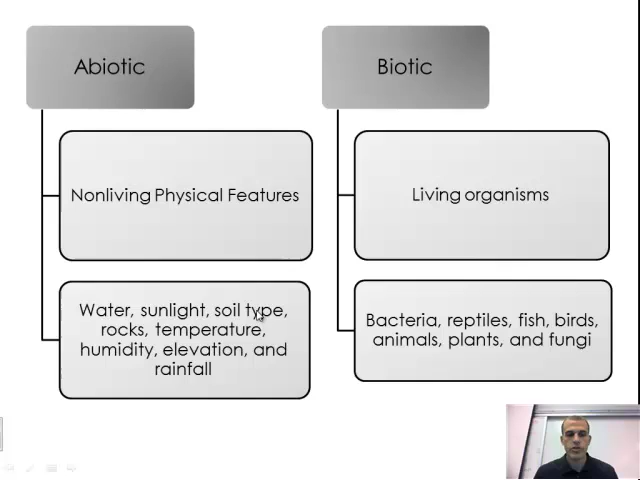 Abiotic
Nonliving Physical Features
Water, sunlight, soil type,
rocks, temperature,
humidity, elevation, and
rainfall
Biotic
Living organisms
Bacteria, reptiles, fish, birds,
animals, plants, and fungi